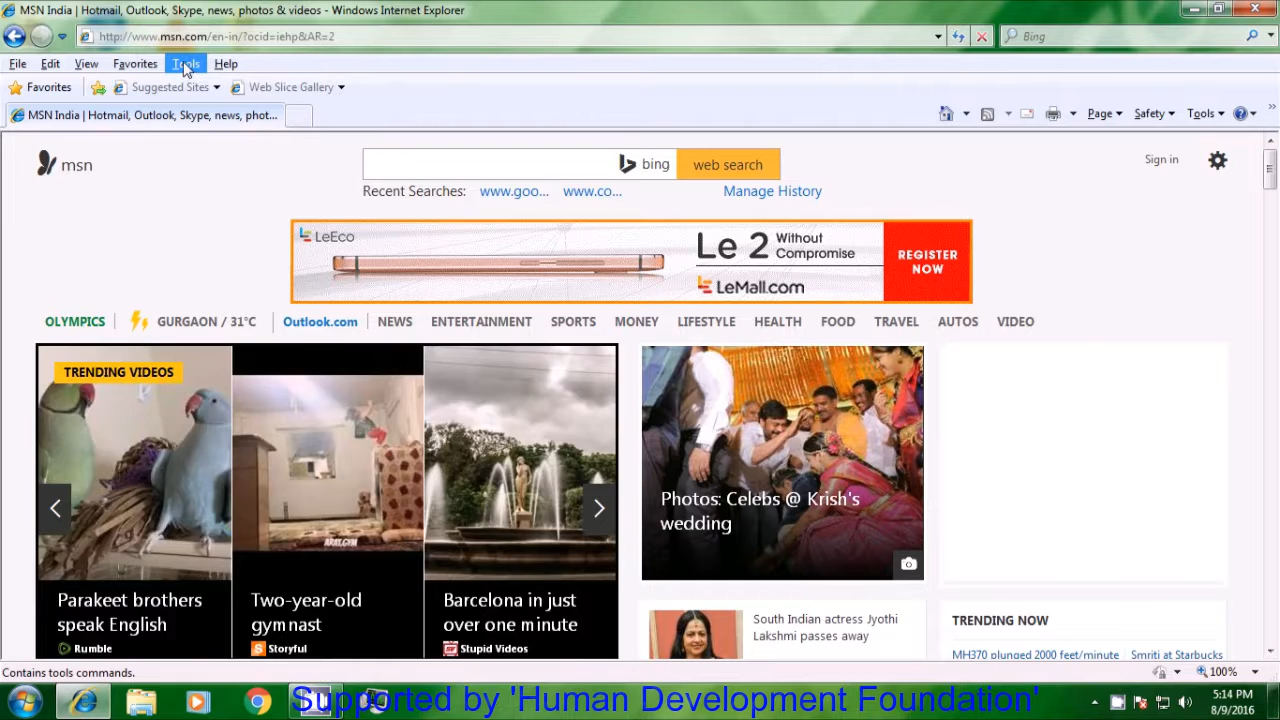 MSN India | Hotmail, Outlook, Skype, news, photos & videos - Windows Internet Explorer
http://www.msn.com/en-in/?ocid=iehp&AR=2
Bing
File Edit View Favorites Tools Help
Favorites Suggested Sites Web Slice Gallery
MSN India | Hotmail, Outlook, Skype, news, phot...
Page Safety Tools
msn
bing
web search
Sign in
Recent Searches: www.goo... www.co... Manage History
LeEco
Le 2 Without Compromise
LeMall.com
REGISTER NOW
OLYMPICS GURGAON / 31°C Outlook.com NEWS ENTERTAINMENT SPORTS MONEY LIFESTYLE HEALTH FOOD TRAVEL AUTOS VIDEO
TRENDING VIDEOS
Parakeet brothers
speak English
Rumble
ARAT.GYM
Two-year-old
gymnast
Storyful
Barcelona in just
over one minute
Stupid Videos
Photos: Celebs @ Krish's
wedding
South Indian actress Jyothi
Lakshmi passes away
TRENDING NOW
MH370 plunged 2000 feet/minute Smriti at Starbucks
Contains tools commands.
100%
Supported by 'Human Development Foundation'
5:14 PM
8/9/2016